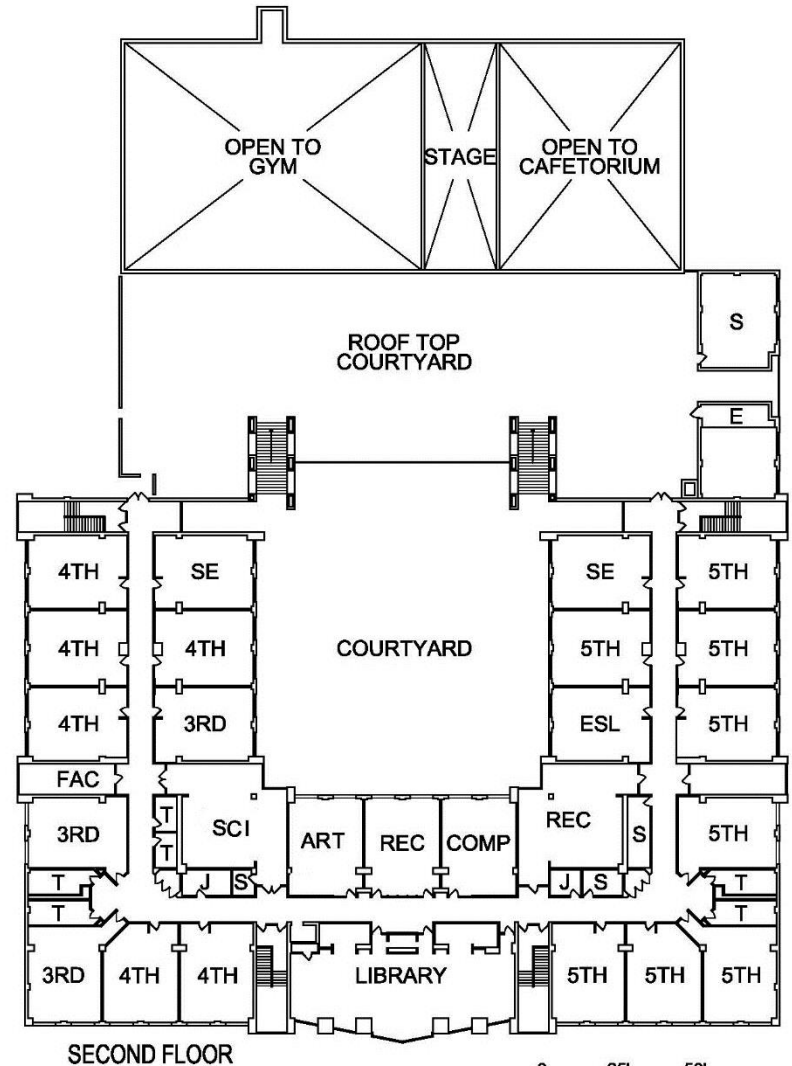 OPEN TO
GYM
STAGE
OPEN TO
CAFETORIUM
S
ROOF TOP
COURTYARD
E
4TH
SE
SE
5TH
4TH
4TH
COURTYARD
5TH
5TH
4TH
3RD
ESL
5TH
FAC
3RD
T
T
SCI
ART
REC
COMP
REC
S
5TH
T
J
S
J
S
T
T
T
3RD
4TH
4TH
LIBRARY
5TH
5TH
5TH
SECOND FLOOR